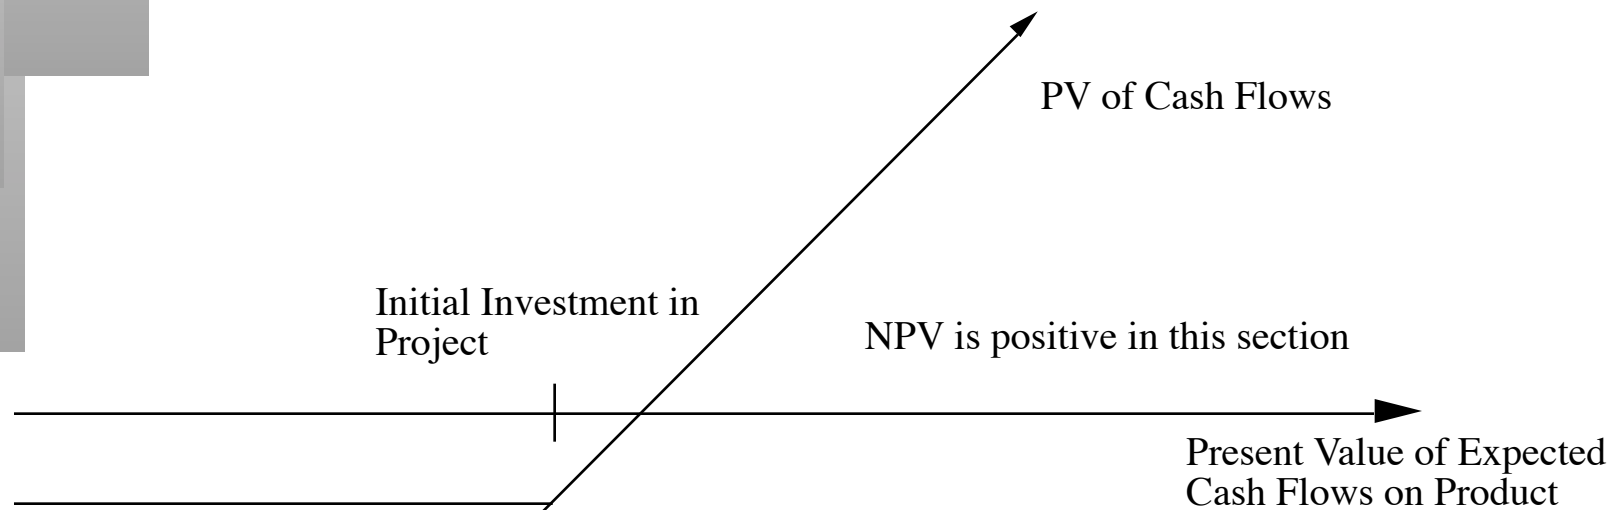 PV of Cash Flows
Initial Investment in
Project
NPV is positive in this section
Present Value of Expected
Cash Flows on Product